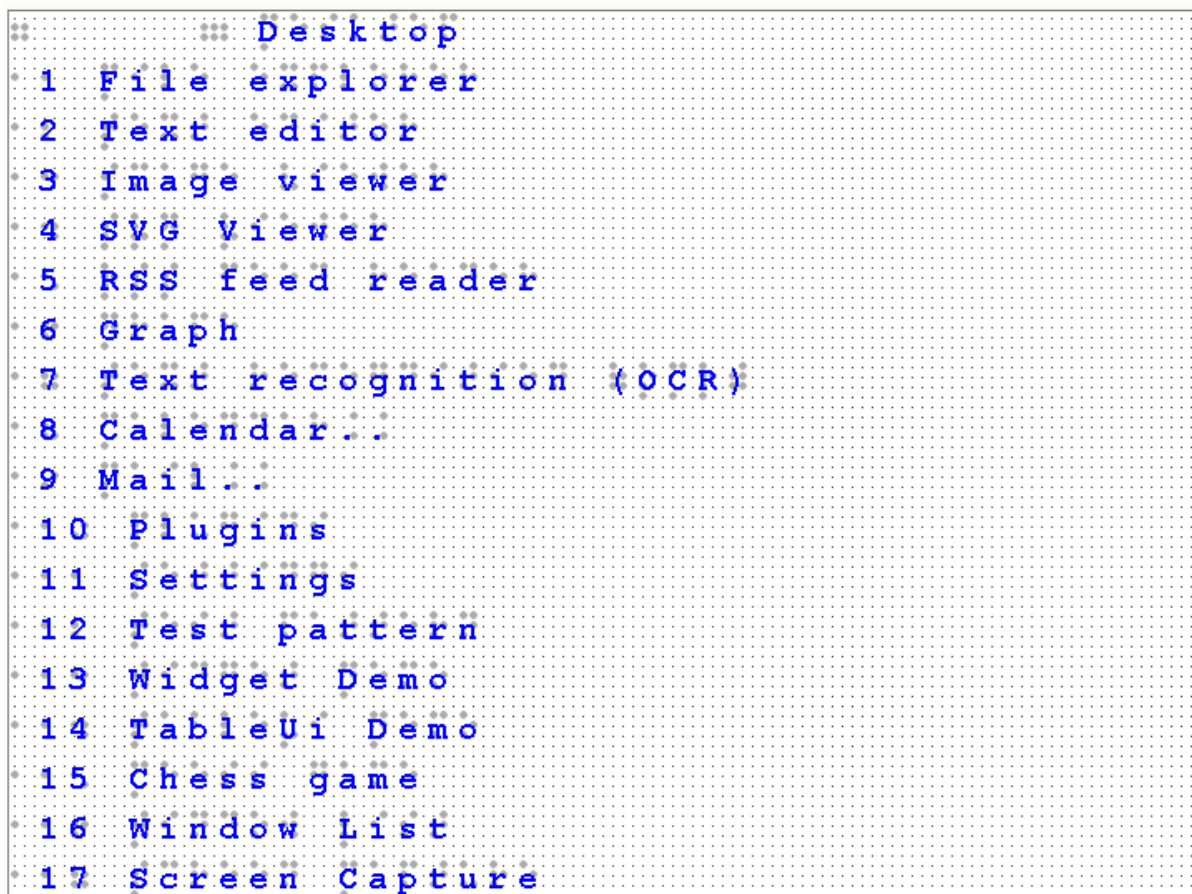 Desktop
1 File explorer
2 Text editor
3 Image viewer
4 SVG Viewer
5 RSS feed reader
6 Graph
7 Text recognition (OCR)
8 Calendar..
9 Mail..
10 Plugins
11 Settings
12 Test pattern
13 Widget Demo
14 TableUi Demo
15 Chess game
16 Window List
17 Screen Capture